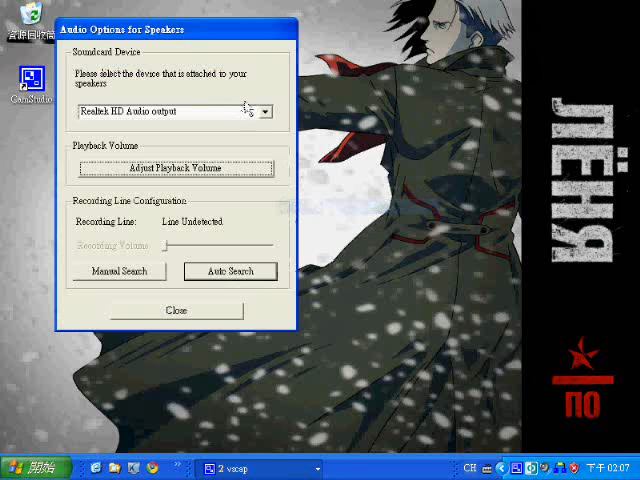 資源回收筒
CamStudio
Audio Options for Speakers
Soundcard Device
Please select the device that is attached to your
speakers
Realtek HD Audio output
Playback Volume
Adjust Playback Volume
Recording Line Configuration
Recording Line: Line Undetected
Recording Volume
Manual Search Auto Search
Close
ЛЁНЯ
ПО
開始 2 vscap CH 下午 02:07